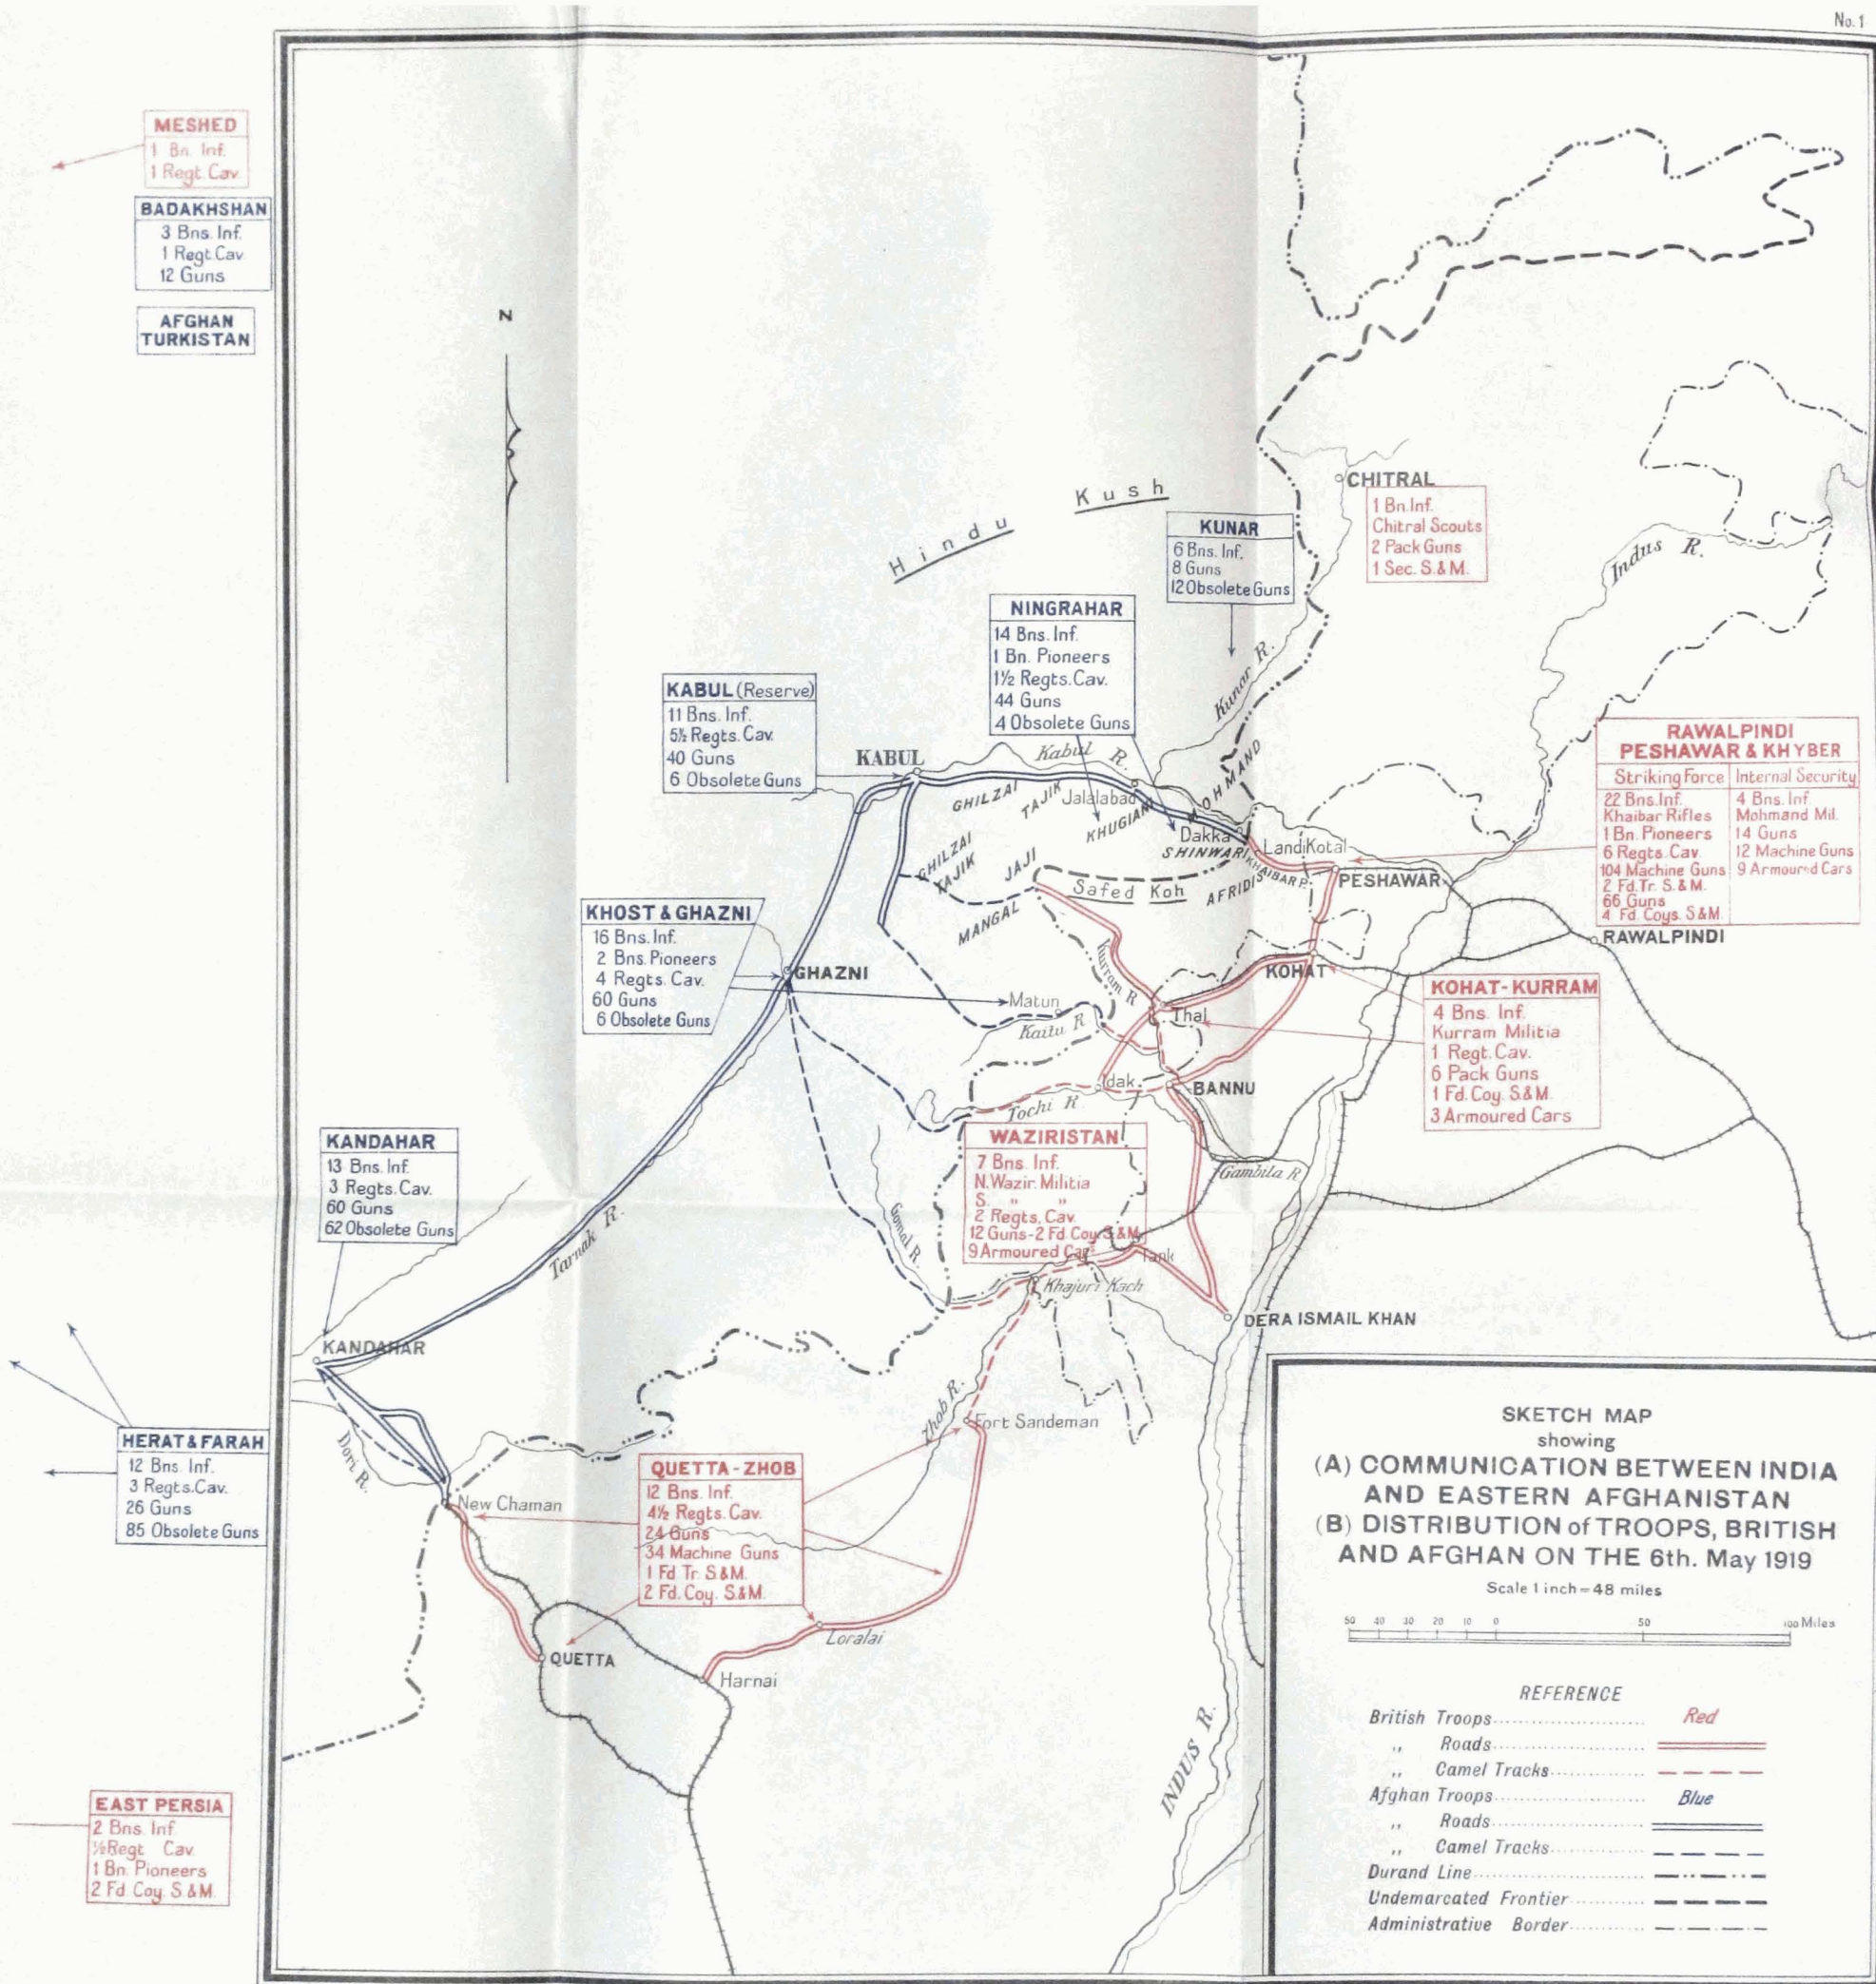 No. 1
MESHED
1 Bn. Inf.
1 Regt. Cav.
BADAKHSHAN
3 Bns. Inf.
1 Regt. Cav
12 Guns
AFGHAN
TURKISTAN
N
CHITRAL
1 Bn. Inf.
Chitral Scouts
2 Pack Guns
1 Sec. S.& M.
Hindu Kush
KUNAR
6 Bns. Inf.
8 Guns
12 Obsolete Guns
Indus R.
NINGRAHAR
14 Bns. Inf.
1 Bn. Pioneers
1½ Regts. Cav.
44 Guns
4 Obsolete Guns
Kunar R.
KABUL (Reserve)
11 Bns. Inf.
5½ Regts. Cav.
40 Guns
6 Obsolete Guns
RAWALPINDI
PESHAWAR & KHYBER
Striking Force
22 Bns. Inf.
Khaibar Rifles
1 Bn. Pioneers
6 Regts. Cav.
104 Machine Guns
2 Fd. Tr. S.& M.
66 Guns
4 Fd. Coys. S.& M.
Internal Security
4 Bns. Inf
Mohmand Mil.
14 Guns
12 Machine Guns
9 Armoured Cars
KABUL
Kabul R.
MOHMAND
GHILZAI
TAJIK
Jalalabad
KHUGIANI
Dakka
SHINWARI
Landi Kotal
KHAIBAR P.
PESHAWAR
GHILZAI
TAJIK
JAJI
Safed Koh
AFRIDIS
MANGAL
RAWALPINDI
KHOST & GHAZNI
16 Bns. Inf.
2 Bns. Pioneers
4 Regts. Cav.
60 Guns
6 Obsolete Guns
GHAZNI
Kurram R
KOHAT
Matun
Kaitu R
Thal
KOHAT-KURRAM
4 Bns. Inf.
Kurram Militia
1 Regt. Cav.
6 Pack Guns
1 Fd. Coy. S.& M.
3 Armoured Cars
Idak
BANNU
Tochi R
KANDAHAR
13 Bns. Inf.
3 Regts. Cav.
60 Guns
62 Obsolete Guns
WAZIRISTAN
7 Bns. Inf.
N. Wazir. Militia
S. " "
2 Regts, Cav.
12 Guns-2 Fd Coy. S.& M.
9 Armoured Cars
Gambila R
Tarnak R.
Gomal R.
Tank
Khajuri Kach
DERA ISMAIL KHAN
KANDAHAR
Zhob R.
Fort Sandeman
HERAT & FARAH
12 Bns. Inf.
3 Regts. Cav.
26 Guns
85 Obsolete Guns
Dori R.
New Chaman
QUETTA-ZHOB
12 Bns. Inf.
4½ Regts. Cav.
24 Guns
34 Machine Guns
1 Fd Tr. S.& M.
2 Fd. Coy. S.& M.
Loralai
QUETTA
Harnai
INDUS R.
EAST PERSIA
2 Bns. Inf
½ Regt Cav.
1 Bn. Pioneers
2 Fd Coy. S.& M.
SKETCH MAP
showing
(A) COMMUNICATION BETWEEN INDIA
AND EASTERN AFGHANISTAN
(B) DISTRIBUTION of TROOPS, BRITISH
AND AFGHAN ON THE 6th. May 1919
Scale 1 inch = 48 miles
50 40 30 20 10 0 50 100 Miles
REFERENCE
British Troops Red
,, Roads
,, Camel Tracks
Afghan Troops Blue
,, Roads
,, Camel Tracks
Durand Line
Undemarcated Frontier
Administrative Border